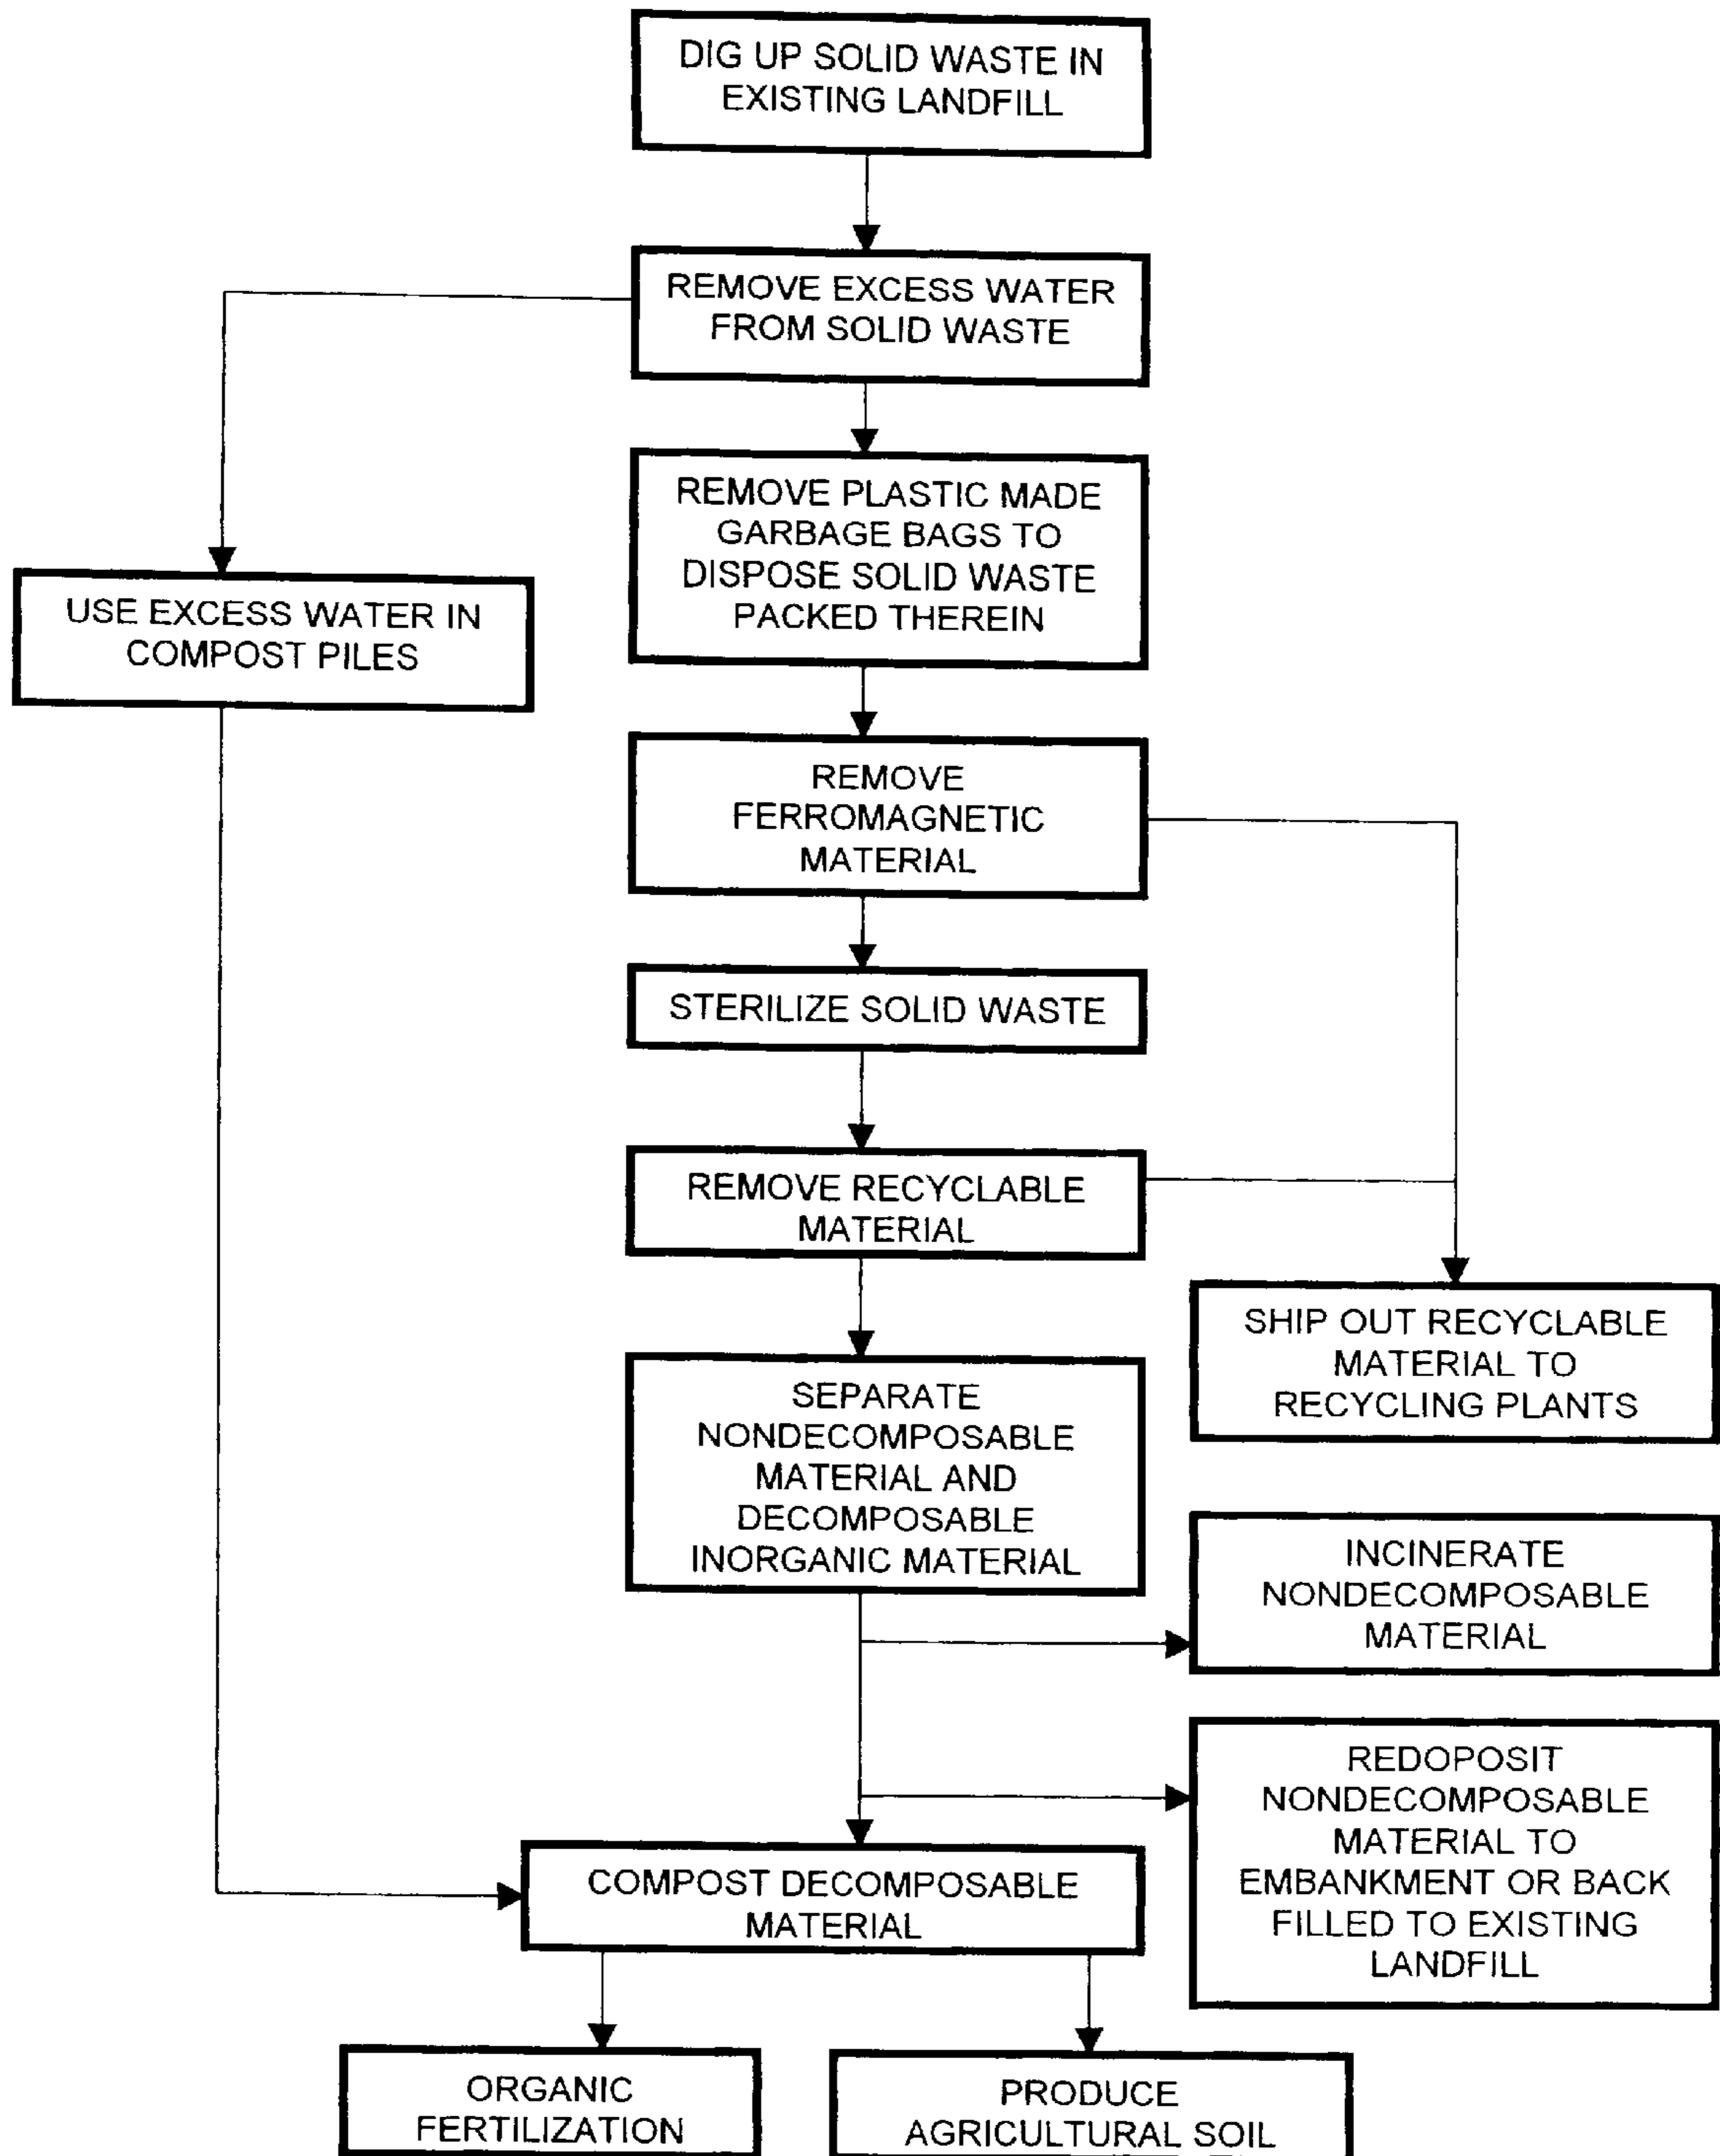 DIG UP SOLID WASTE IN
EXISTING LANDFILL
REMOVE EXCESS WATER
FROM SOLID WASTE
REMOVE PLASTIC MADE
GARBAGE BAGS TO
DISPOSE SOLID WASTE
PACKED THEREIN
USE EXCESS WATER IN
COMPOST PILES
REMOVE
FERROMAGNETIC
MATERIAL
STERILIZE SOLID WASTE
REMOVE RECYCLABLE
MATERIAL
SHIP OUT RECYCLABLE
MATERIAL TO
RECYCLING PLANTS
SEPARATE
NONDECOMPOSABLE
MATERIAL AND
DECOMPOSABLE
INORGANIC MATERIAL
INCINERATE
NONDECOMPOSABLE
MATERIAL
REDOPOSIT
NONDECOMPOSABLE
MATERIAL TO
EMBANKMENT OR BACK
FILLED TO EXISTING
LANDFILL
COMPOST DECOMPOSABLE
MATERIAL
ORGANIC
FERTILIZATION
PRODUCE
AGRICULTURAL SOIL